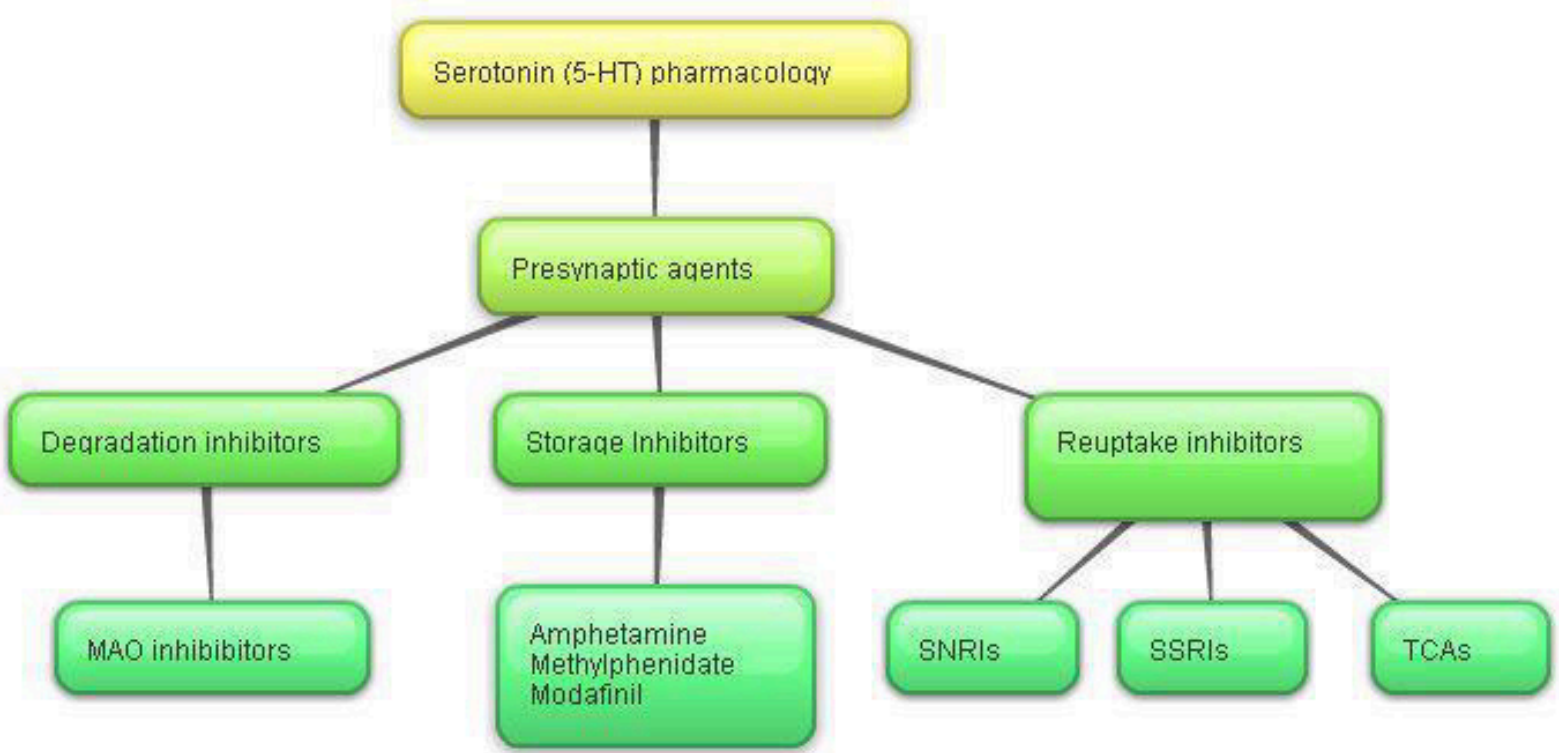 Serotonin (5-HT) pharmacology
Presynaptic agents
Degradation inhibitors
Storage Inhibitors
Reuptake inhibitors
MAO inhibibitors
Amphetamine
Methylphenidate
Modafinil
SNRIs
SSRIs
TCAs